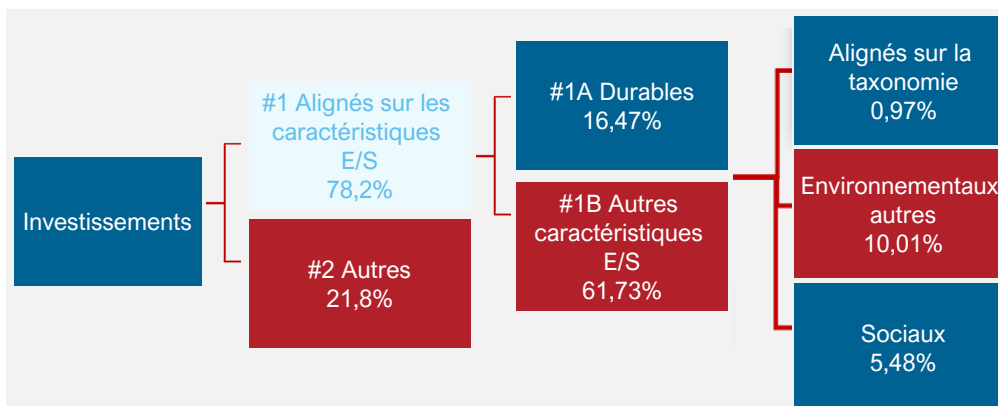 Investissements
#1 Alignés sur les
caractéristiques
E/S
78,2%
#2 Autres
21,8%
#1A Durables
16,47%
#1B Autres
caractéristiques
E/S
61,73%
Alignés sur la
taxonomie
0,97%
Environnementaux
autres
10,01%
Sociaux
5,48%